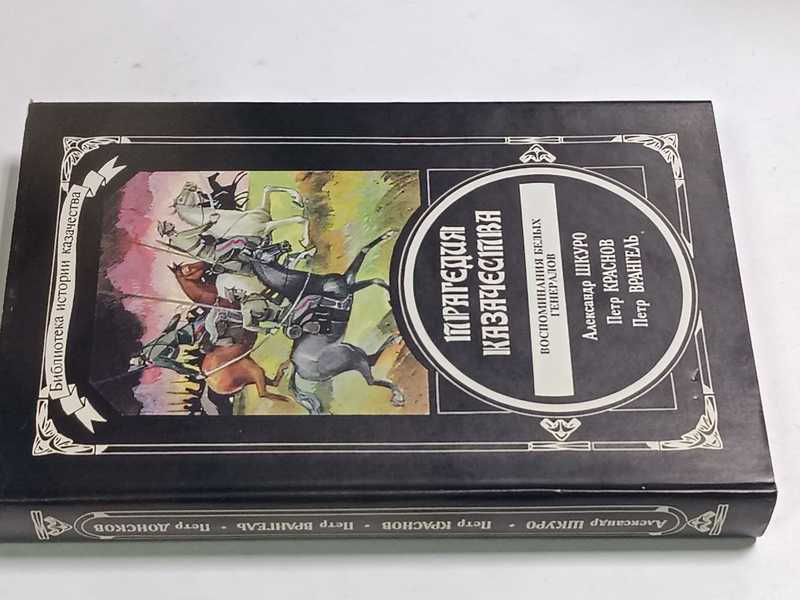 Библиотека истории казачества
ТРАГЕДИЯ
КАЗАЧЕСТВА
ВОСПОМИНАНИЯ БЕЛЫХ
ГЕНЕРАЛОВ
Александр ШКУРО
Петр КРАСНОВ
Петр ВРАНГЕЛЬ
Александр ШКУРО • Петр КРАСНОВ • Петр ВРАНГЕЛЬ • Петр ДОНСКОВ